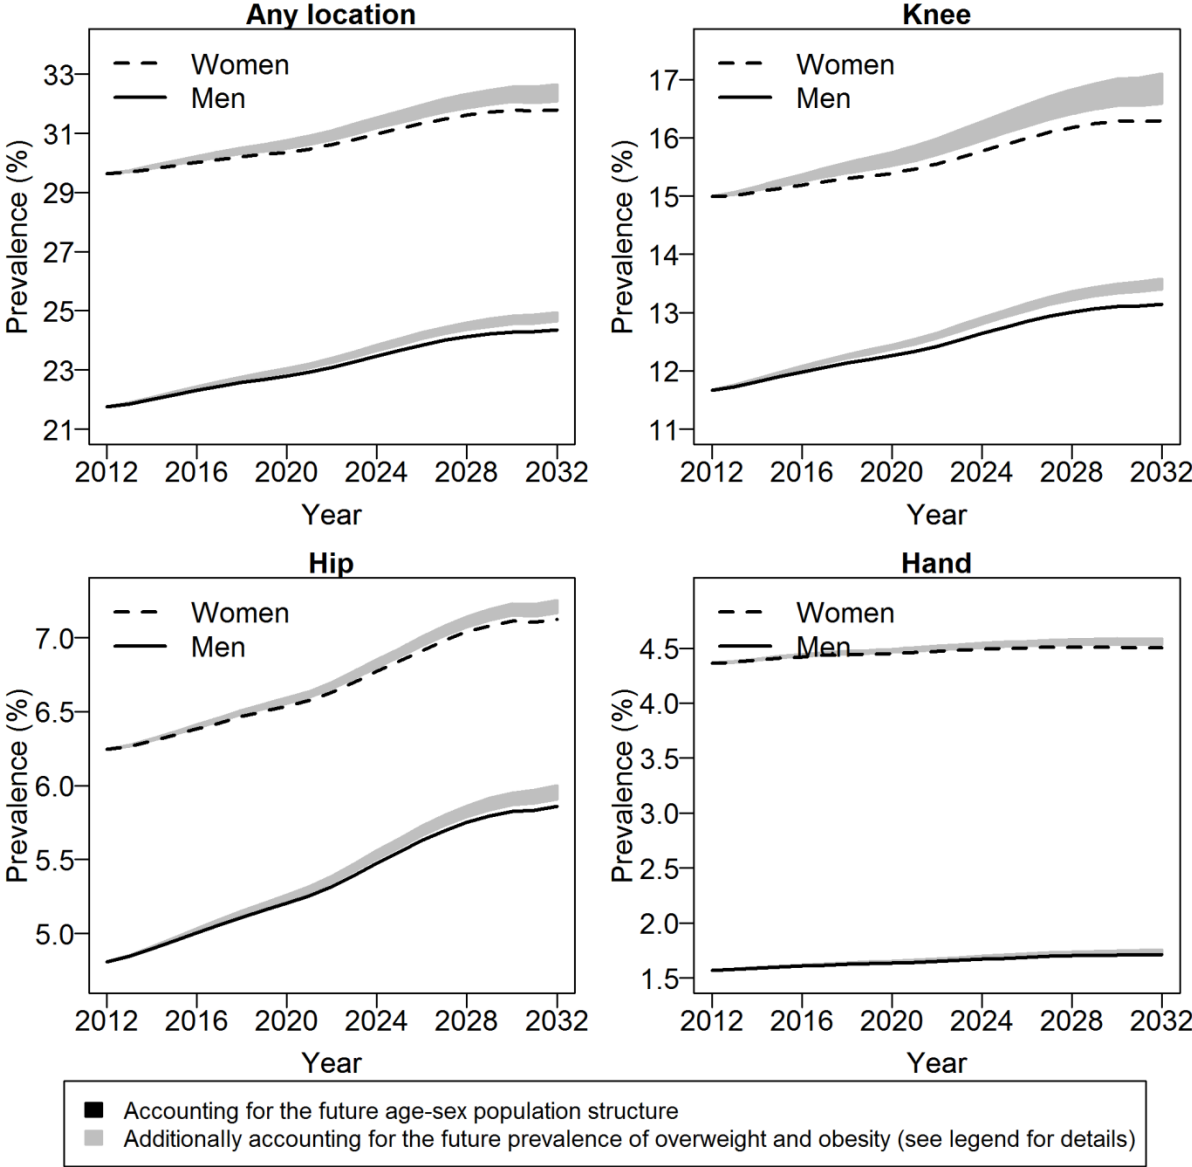 Any location
Women
Men
Prevalence (%)
33
31
29
27
25
23
21
2012 2016 2020 2024 2028 2032
Year
Knee
Women
Men
Prevalence (%)
17
16
15
14
13
12
11
2012 2016 2020 2024 2028 2032
Year
Hip
Women
Men
Prevalence (%)
7.0
6.5
6.0
5.5
5.0
2012 2016 2020 2024 2028 2032
Year
Hand
Women
Men
Prevalence (%)
4.5
4.0
3.5
3.0
2.5
2.0
1.5
2012 2016 2020 2024 2028 2032
Year
Accounting for the future age-sex population structure
Additionally accounting for the future prevalence of overweight and obesity (see legend for details)